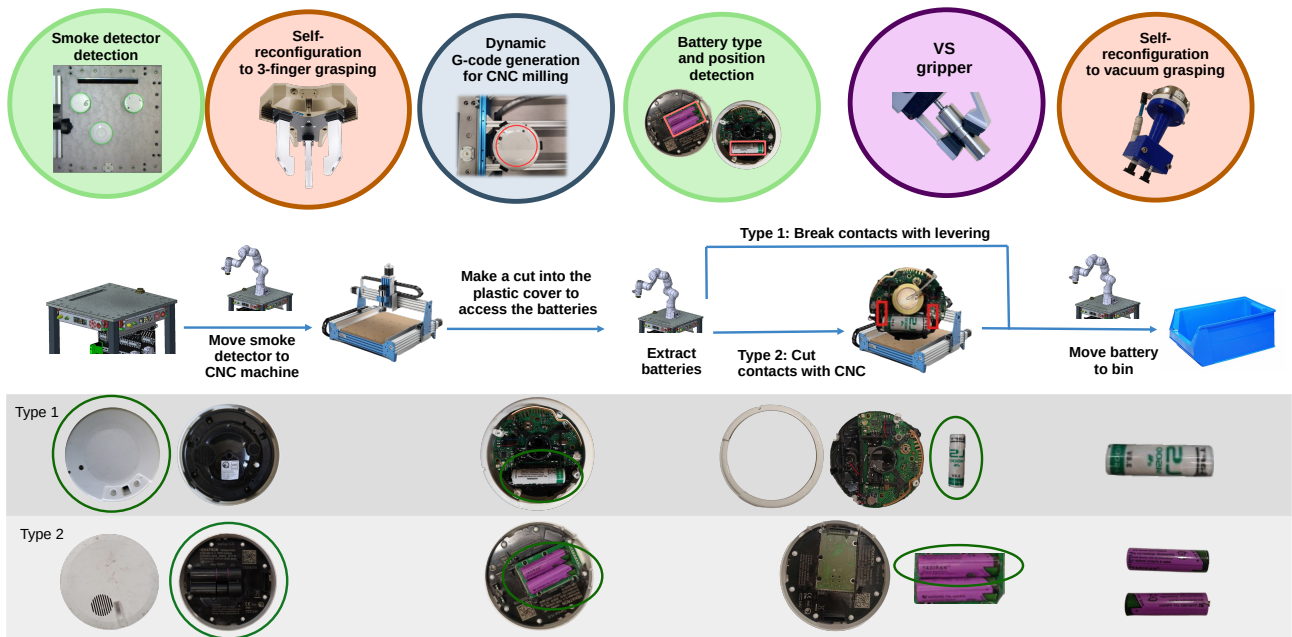 Smoke detector
detection
Self-
reconfiguration
to 3-finger grasping
Dynamic
G-code generation
for CNC milling
Battery type
and position
detection
VS
gripper
Self-
reconfiguration
to vacuum grasping
Type 1: Break contacts with levering
Make a cut into the
plastic cover to
access the batteries
Move smoke
detector to
CNC machine
Extract
batteries
Type 2: Cut
contacts with CNC
Move battery
to bin
Type 1
Type 2